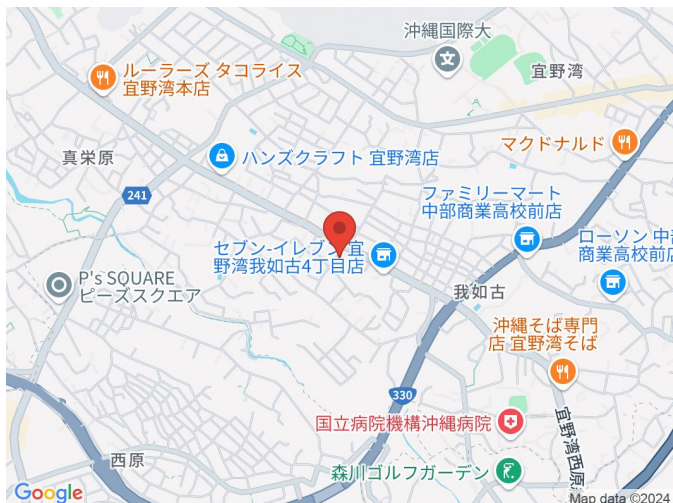 沖縄国際大
宜野湾
ルーラーズ タコライス
宜野湾本店
マクドナルド
真栄原
ハンズクラフト 宜野湾店
241
ファミリーマート
中部商業高校前店
セブン-イレブン 宜
野湾我如古4丁目店
ローソン 中部
商業高校前店
P's SQUARE
ピーズスクエア
我如古
沖縄そば専門
店 宜野湾そば
330
国立病院機構沖縄病院
宜野湾西原
西原
森川ゴルフガーデン
Google
Map data ©2024